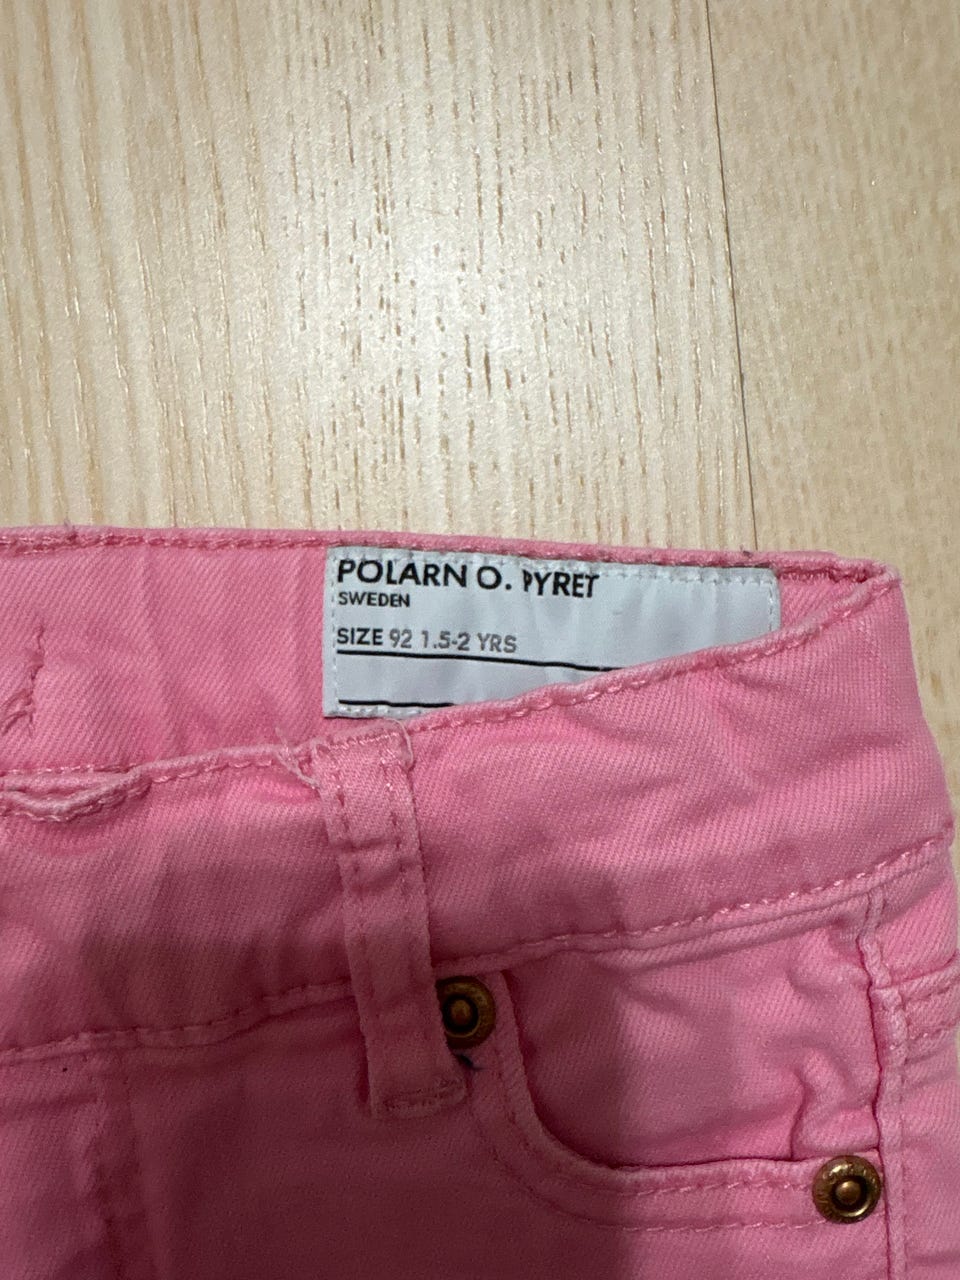 POLARN O. PYRET
SWEDEN
SIZE 92 1.5-2 YRS